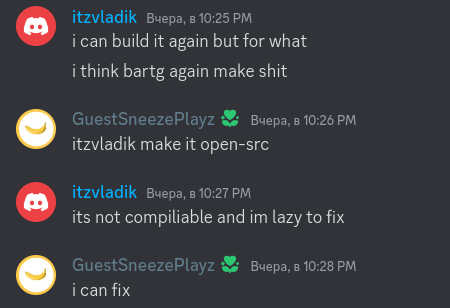 itzvladik Вчера, в 10:25 PM
i can build it again but for what
i think bartg again make shit
GuestSneezePlayz Вчера, в 10:26 PM
itzvladik make it open-src
itzvladik Вчера, в 10:27 PM
its not compiliable and im lazy to fix
GuestSneezePlayz Вчера, в 10:28 PM
i can fix